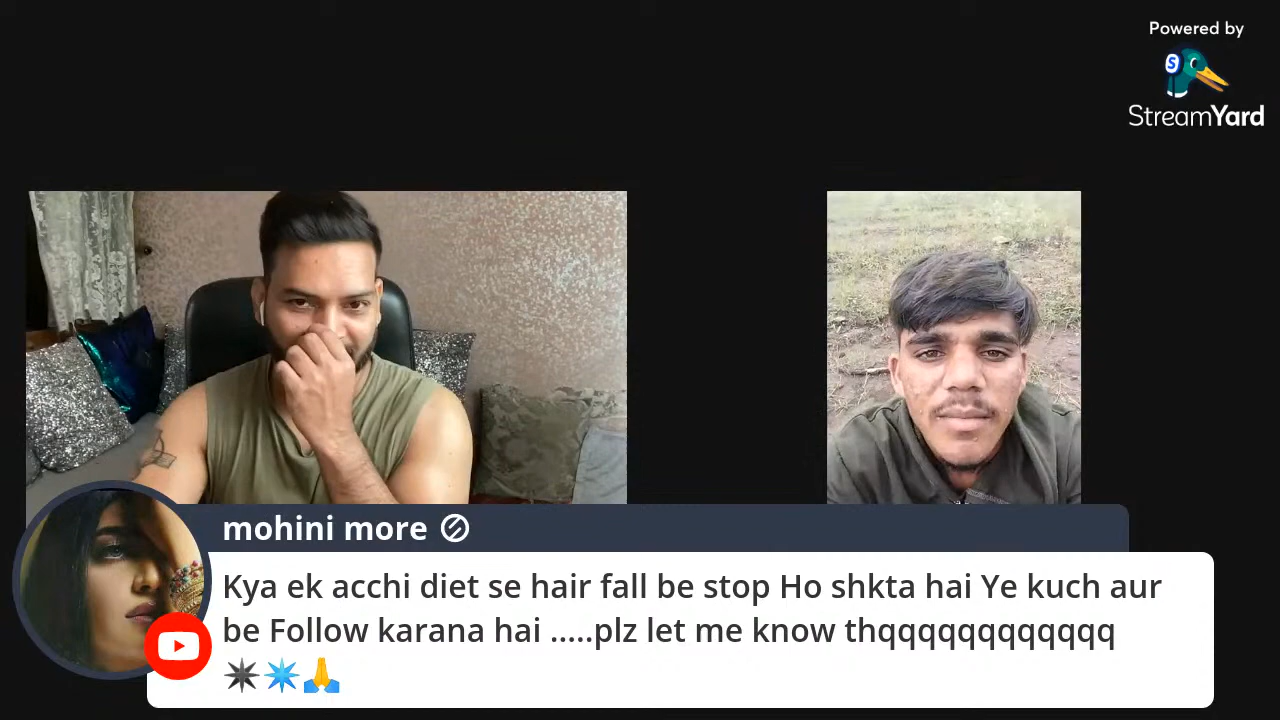 Powered by
StreamYard
mohini more
Kya ek acchi diet se hair fall be stop Ho shkta hai Ye kuch aur
be Follow karana hai .....plz let me know thqqqqqqqqqqqq
✴️✴️🙏